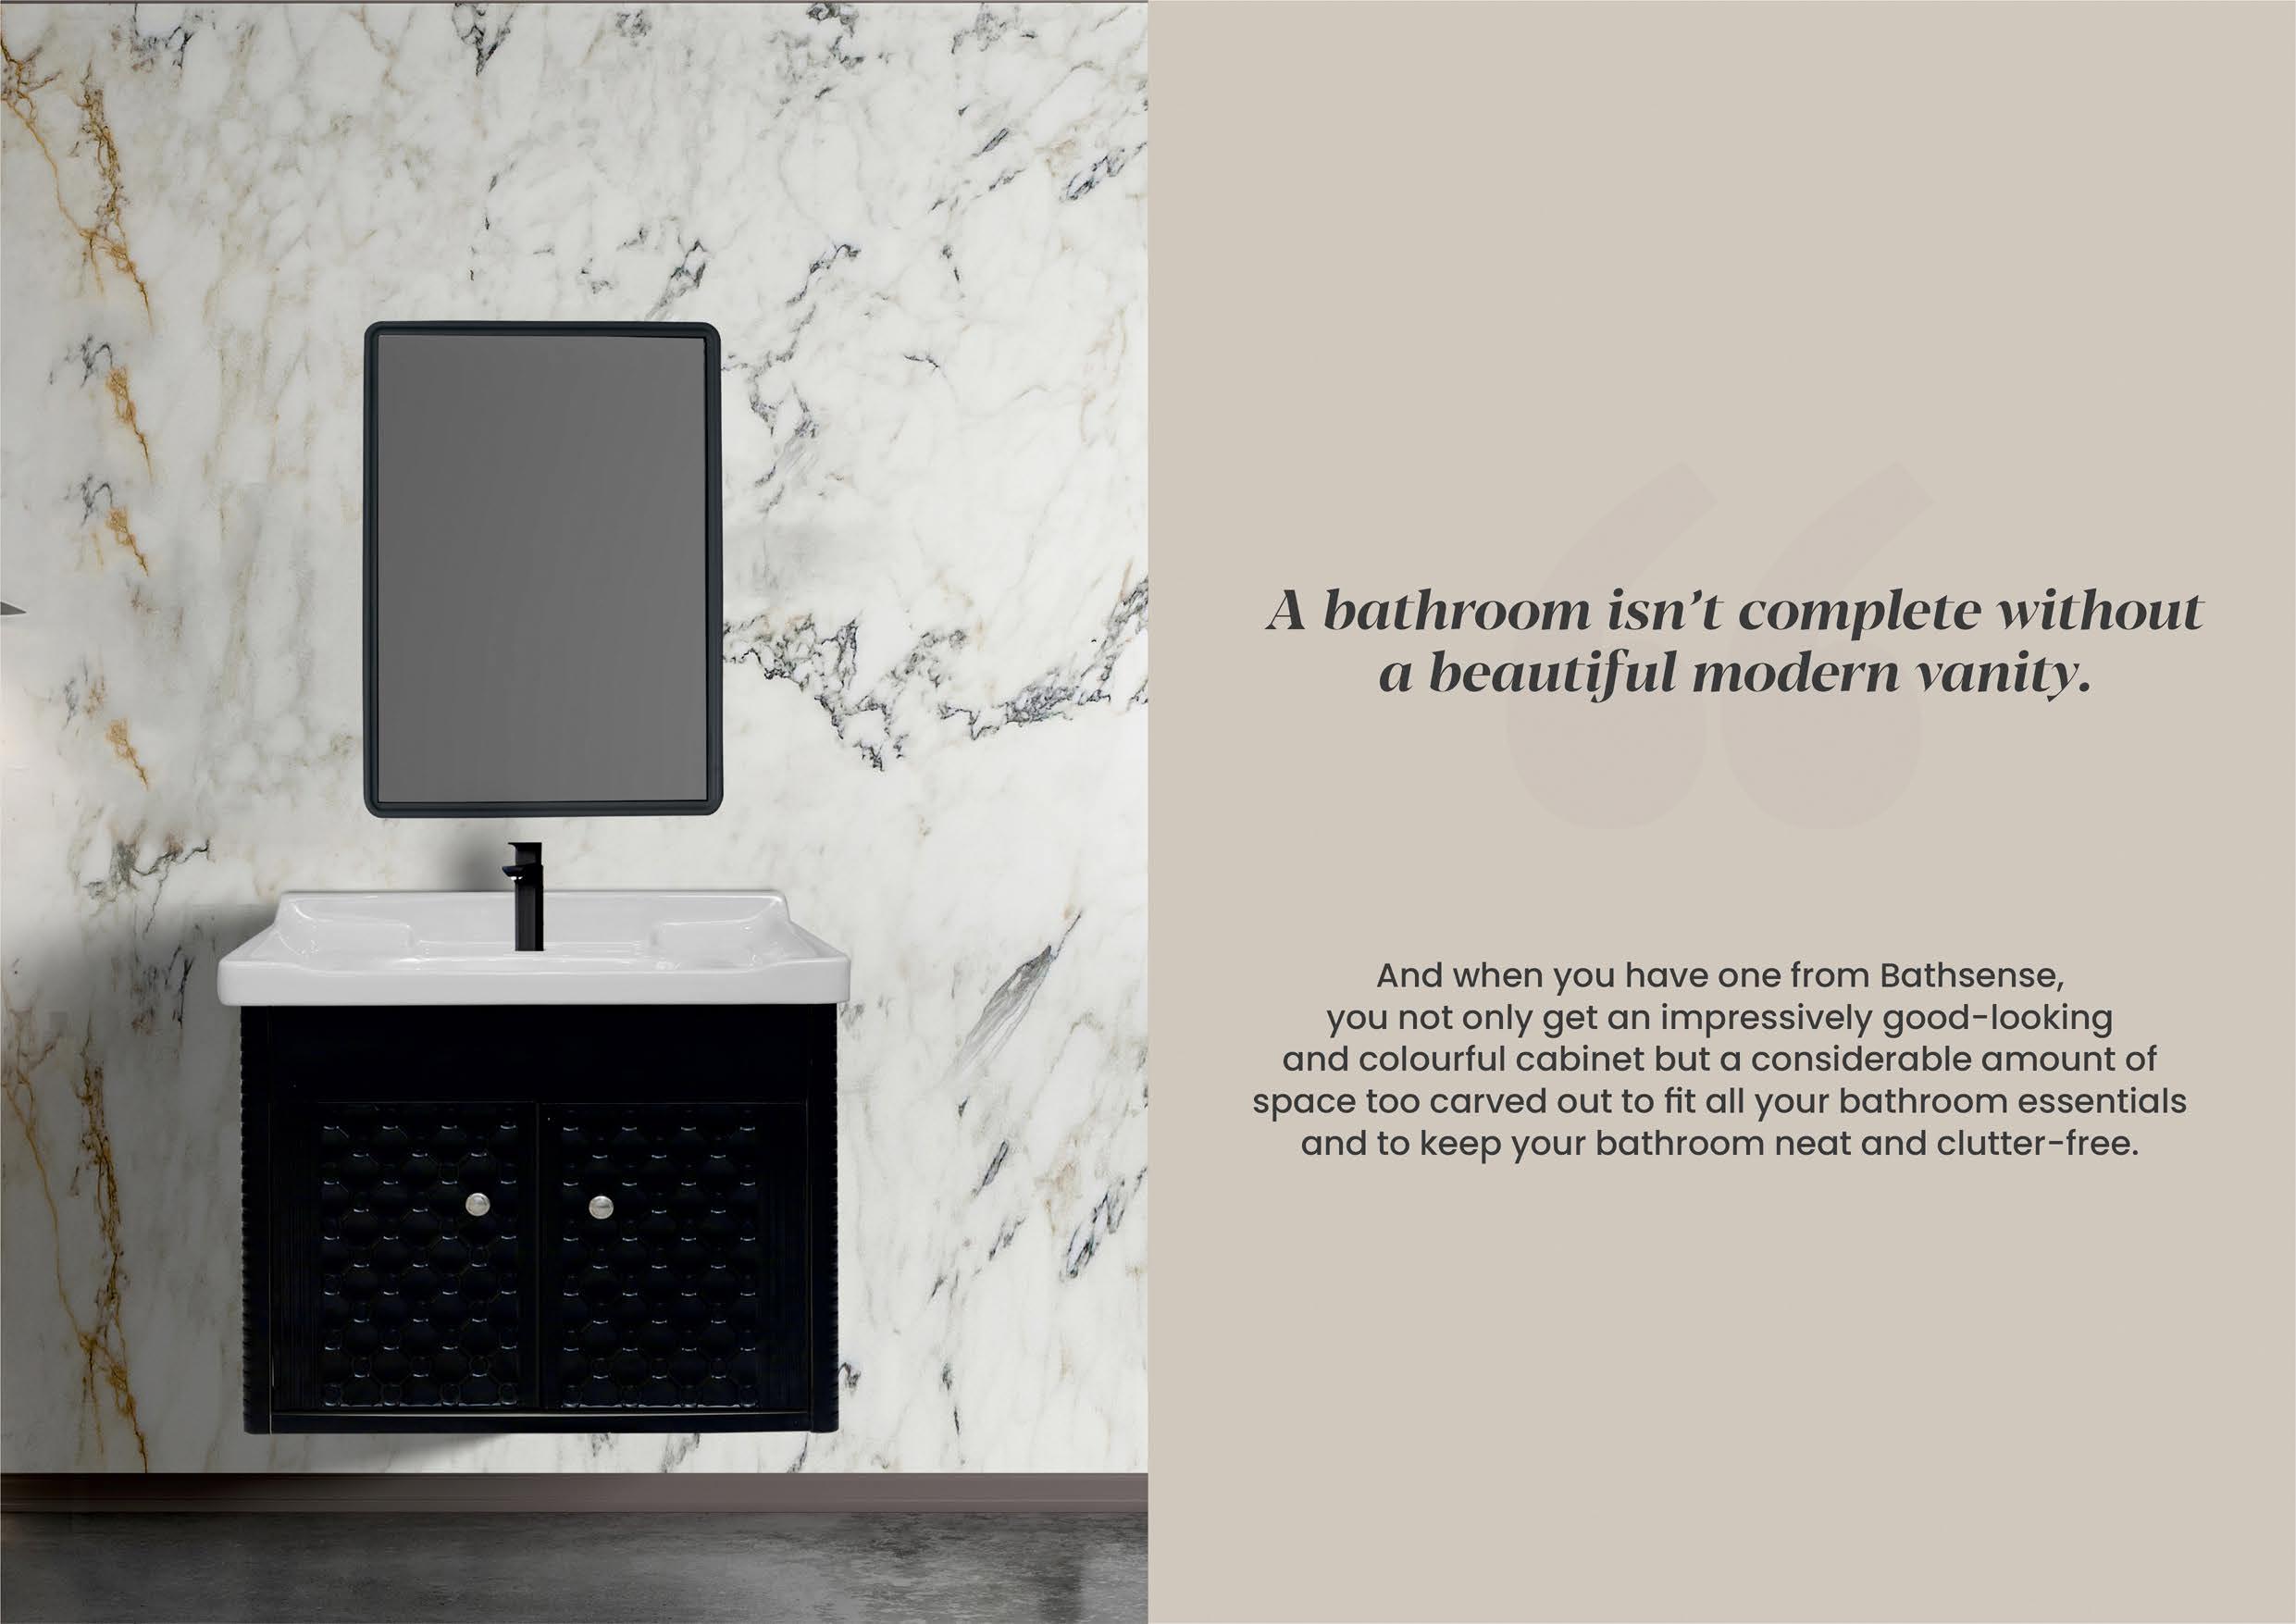 A bathroom isn’t complete without
a beautiful modern vanity.
And when you have one from Bathsense,
you not only get an impressively good-looking
and colourful cabinet but a considerable amount of
space too carved out to fit all your bathroom essentials
and to keep your bathroom neat and clutter-free.